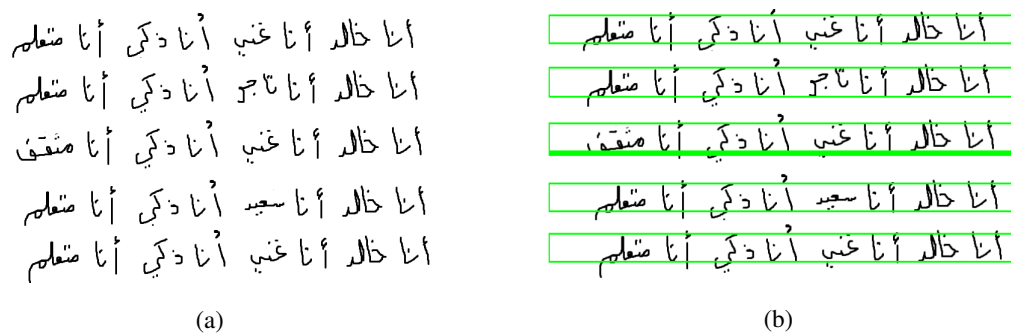 أنا خالد أنا غني أنا ذكي أنا متعلم
أنا خالد أنا تاجر أنا ذكي أنا متعلم
أنا خالد أنا غني أنا ذكي أنا مثقف
أنا خالد أنا سعيد أنا ذكي أنا متعلم
أنا خالد أنا غني أنا ذكي أنا متعلم
(a)
أنا خالد أنا غني أنا ذكي أنا متعلم
أنا خالد أنا تاجر أنا ذكي أنا متعلم
أنا خالد أنا غني أنا ذكي أنا مثقف
أنا خالد أنا سعيد أنا ذكي أنا متعلم
أنا خالد أنا غني أنا ذكي أنا متعلم
(b)